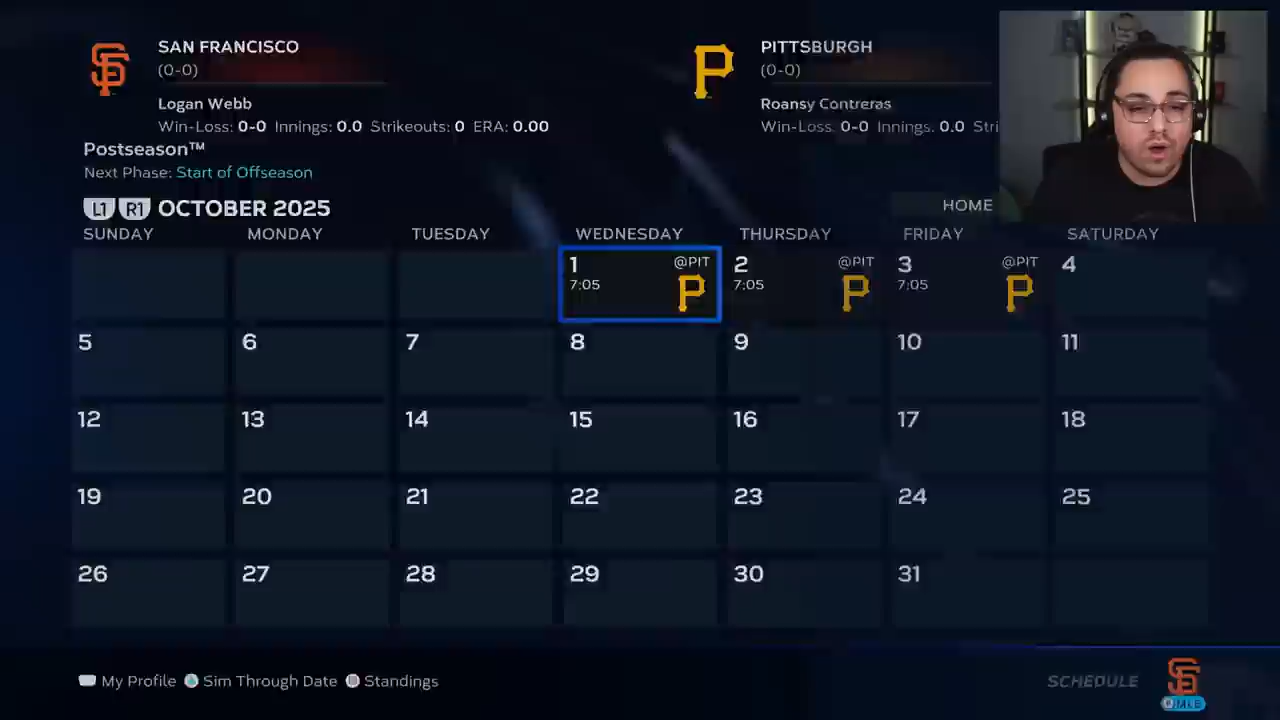 SAN FRANCISCO
(0-0)
Logan Webb
Win-Loss: 0-0 Innings: 0.0 Strikeouts: 0 ERA: 0.00
PITTSBURGH
(0-0)
Roansy Contreras
Win-Loss. 0-0 Innings. 0.0 Stri
Postseason™
Next Phase: Start of Offseason
L1 R1 OCTOBER 2025
HOME
SUNDAY MONDAY TUESDAY WEDNESDAY THURSDAY FRIDAY SATURDAY
1 @PIT 2 @PIT 3 @PIT 4
7:05 P 7:05 P 7:05 P
5 6 7 8 9 10 11
12 13 14 15 16 17 18
19 20 21 22 23 24 25
26 27 28 29 30 31
My Profile Sim Through Date Standings
SCHEDULE SF
MLB